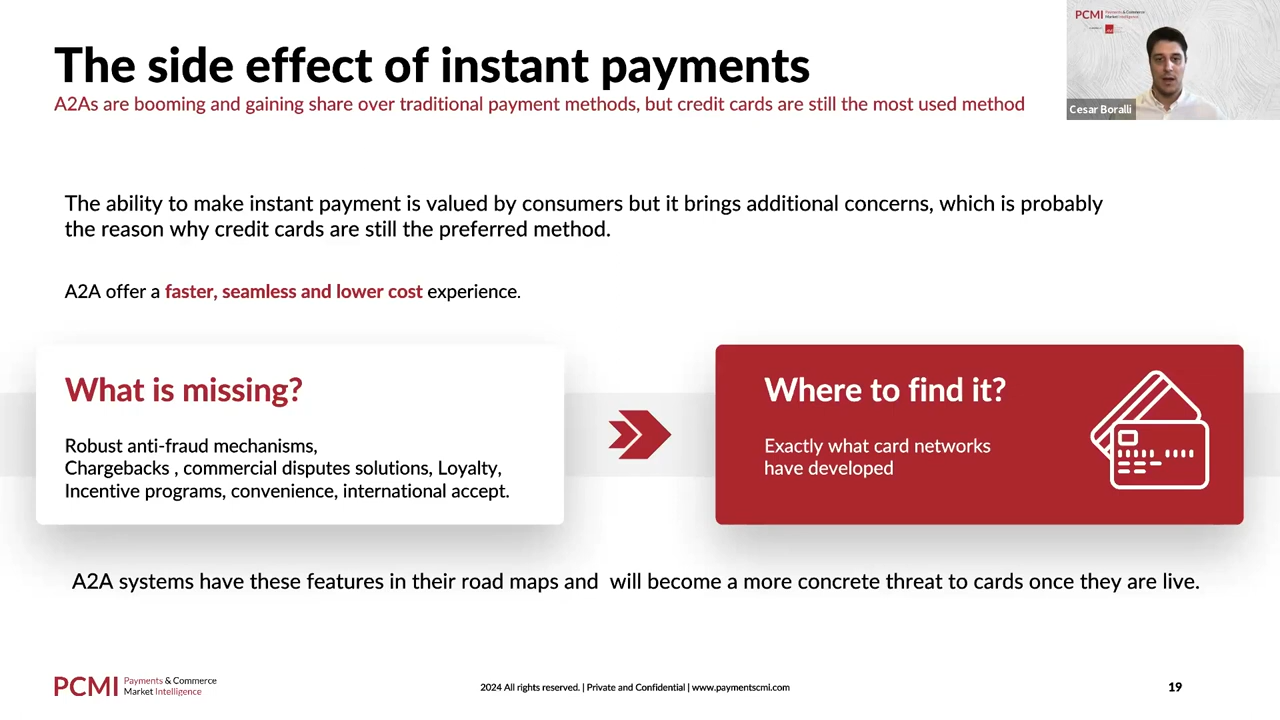 The side effect of instant payments
A2As are booming and gaining share over traditional payment methods, but credit cards are still the most used method
PCMI
Payments & Commerce
Market Intelligence
Cesar Boralli
The ability to make instant payment is valued by consumers but it brings additional concerns, which is probably
the reason why credit cards are still the preferred method.
A2A offer a faster, seamless and lower cost experience.
What is missing?
Robust anti-fraud mechanisms,
Chargebacks , commercial disputes solutions, Loyalty,
Incentive programs, convenience, international accept.
Where to find it?
Exactly what card networks
have developed
A2A systems have these features in their road maps and  will become a more concrete threat to cards once they are live.
PCMI
Payments & Commerce
Market Intelligence
2024 All rights reserved. | Private and Confidential | www.paymentscmi.com
19